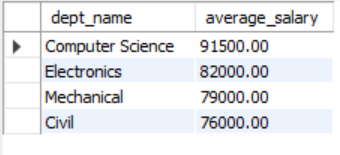 dept_name average_salary
Computer Science 91500.00
Electronics 82000.00
Mechanical 79000.00
Civil 76000.00